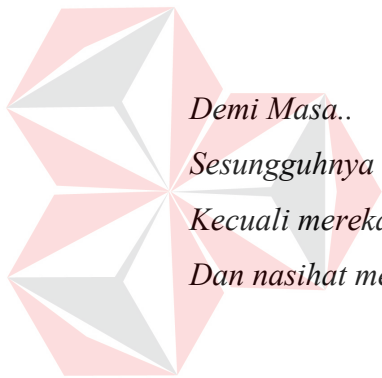 Demi Masa..
Sesungguhnya
Kecuali mereka
Dan nasihat me